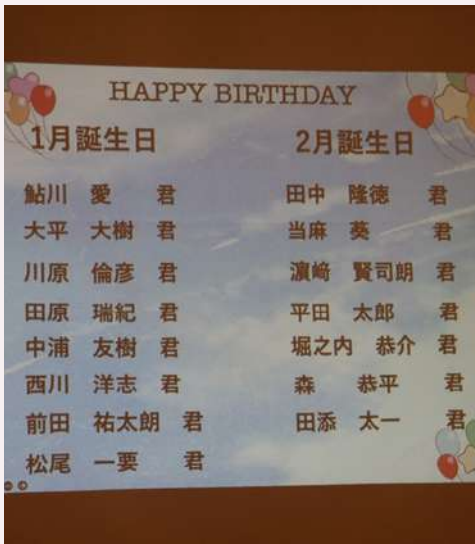 HAPPY BIRTHDAY
1月誕生日
鮎川 愛 君
大平 大樹 君
川原 倫彦 君
田原 瑞紀 君
中浦 友樹 君
西川 洋志 君
前田 祐太朗 君
松尾 一要 君
2月誕生日
田中 隆徳 君
当麻 葵 君
濵﨑 賢司朗 君
平田 太郎 君
堀之内 恭介 君
森 恭平 君
田添 太一 君